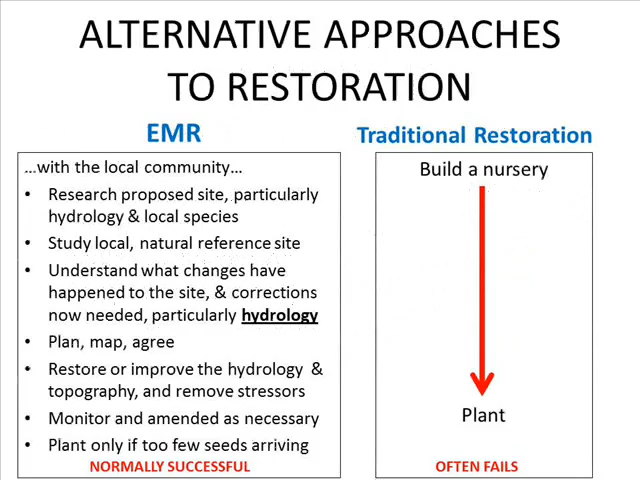 ALTERNATIVE APPROACHES
TO RESTORATION
EMR
…with the local community…
• Research proposed site, particularly
hydrology & local species
• Study local, natural reference site
• Understand what changes have
happened to the site, & corrections
now needed, particularly hydrology
• Plan, map, agree
• Restore or improve the hydrology &
topography, and remove stressors
• Monitor and amended as necessary
• Plant only if too few seeds arriving
NORMALLY SUCCESSFUL
Traditional Restoration
Build a nursery
Plant
OFTEN FAILS